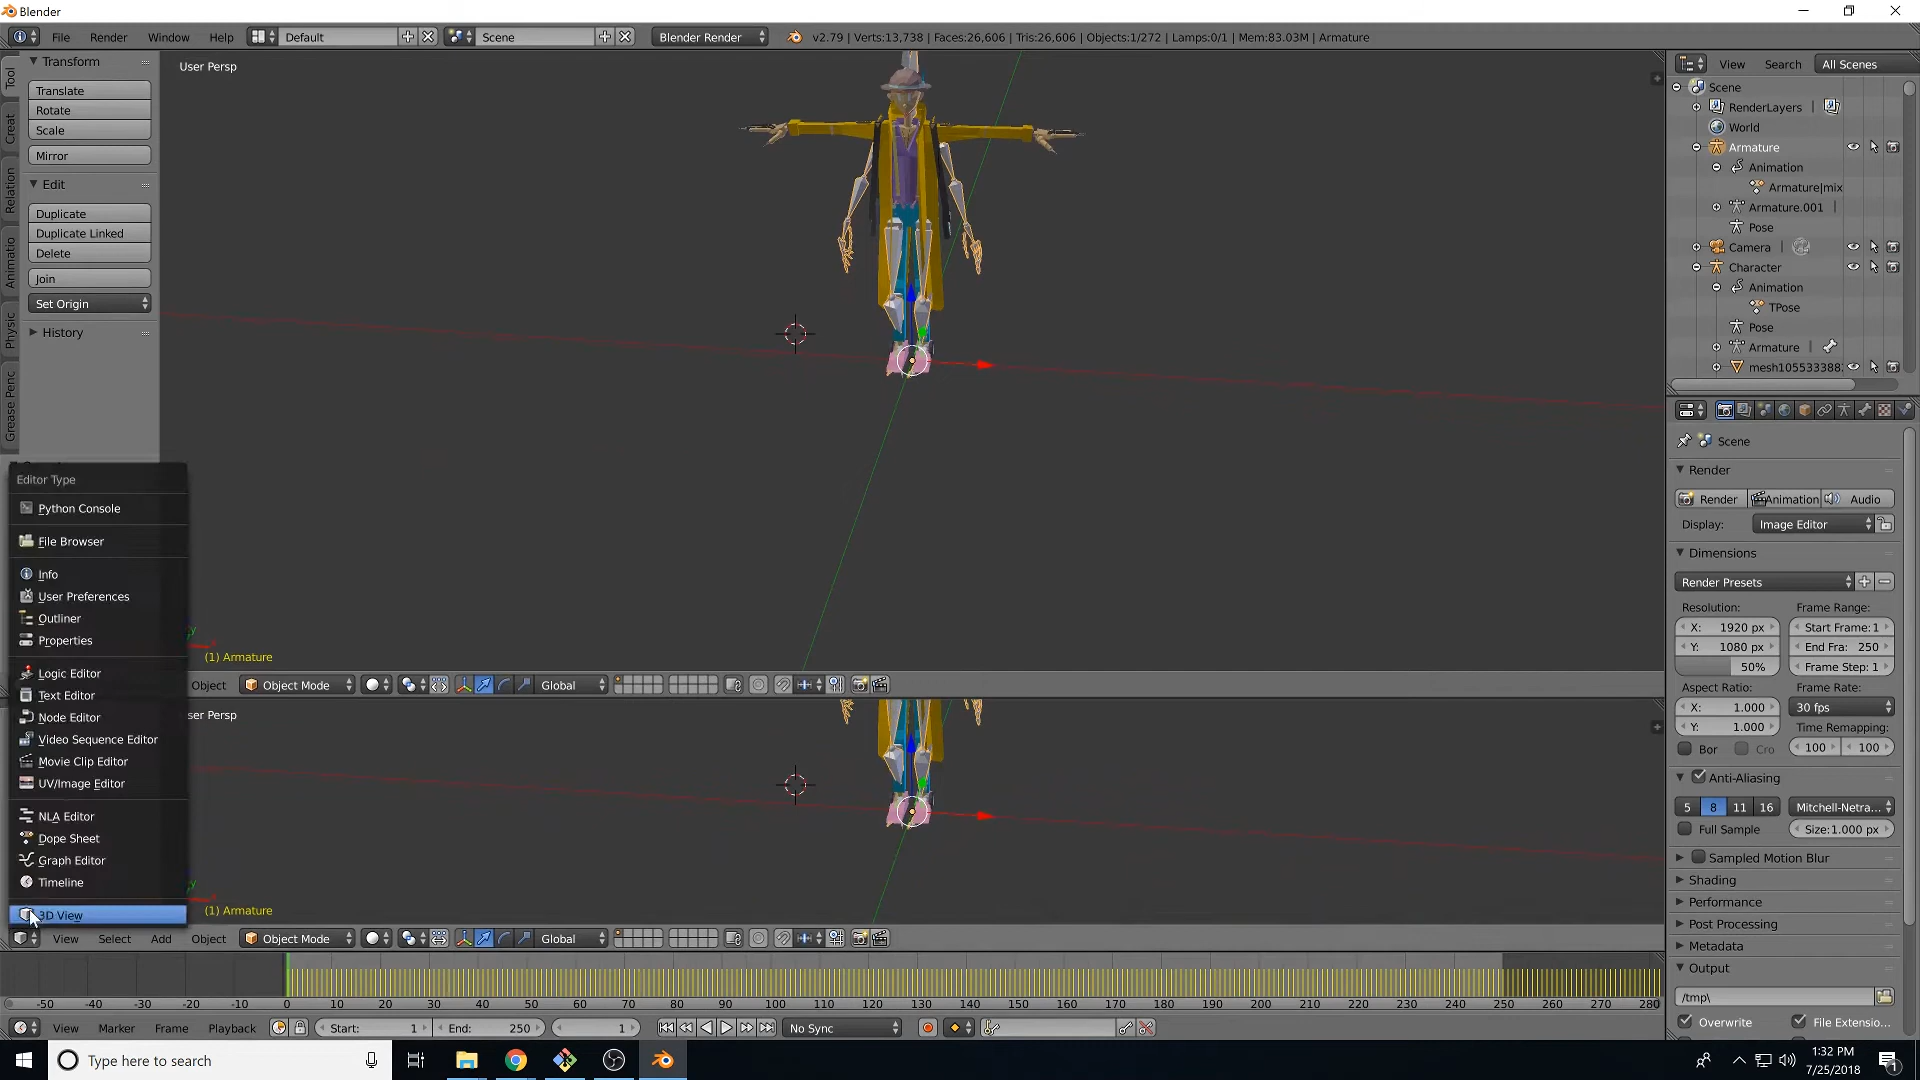 Blender
File Render Window Help Default Scene Blender Render v2.79 | Verts:13,738 | Faces:26,606 | Tris:26,606 | Objects:1/272 | Lamps:0/1 | Mem:83.03M | Armature
Tool
Creat
Relation
Animatio
Physic
Grease Penc
Transform
Translate
Rotate
Scale
Mirror
Edit
Duplicate
Duplicate Linked
Delete
Join
Set Origin
History
User Persp
(1) Armature
Object Object Mode Global
Editor Type
Python Console
File Browser
Info
User Preferences
Outliner
Properties
Logic Editor
Text Editor
Node Editor
Video Sequence Editor
Movie Clip Editor
UV/Image Editor
NLA Editor
Dope Sheet
Graph Editor
Timeline
3D View
ser Persp
(1) Armature
View Select Add Object Object Mode Global
-50 -40 -30 -20 -10 0 10 20 30 40 50 60 70 80 90 100 110 120 130 140 150 160 170 180 190 200 210 220 230 240 250 260 270 280
View Marker Frame Playback Start: 1 End: 250 1 No Sync
View Search All Scenes
Scene
RenderLayers
World
Armature
Animation
Armature|mix
Armature.001
Pose
Camera
Character
Animation
TPose
Pose
Armature
mesh1055333882
Scene
Render
Render Animation Audio
Display: Image Editor
Dimensions
Render Presets
Resolution: Frame Range:
X: 1920 px Start Frame:1
Y: 1080 px End Fra: 250
50% Frame Step: 1
Aspect Ratio: Frame Rate:
X: 1.000 30 fps
Y: 1.000 Time Remapping:
Bor Cro 100 100
Anti-Aliasing
5 8 11 16 Mitchell-Netra...
Full Sample Size:1.000 px
Sampled Motion Blur
Shading
Performance
Post Processing
Metadata
Output
/tmp\
Overwrite File Extensio...
Type here to search
1:32 PM
7/25/2018
1